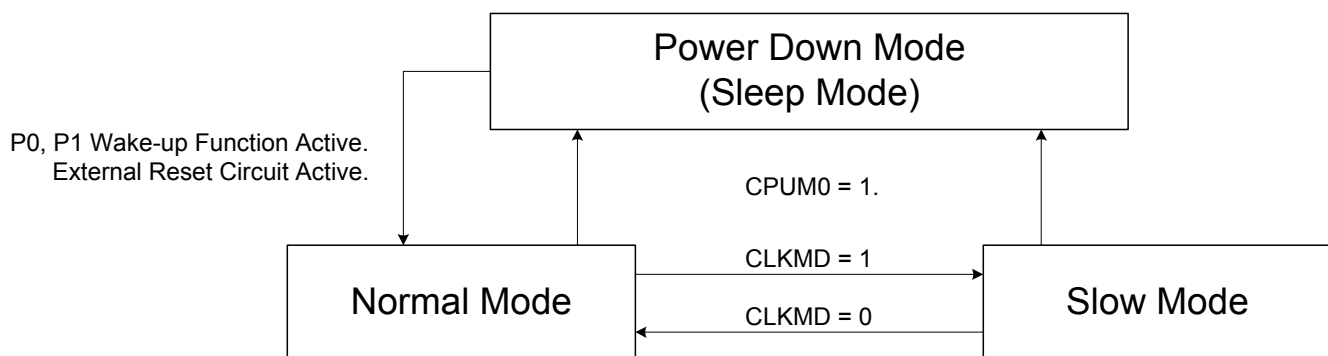 Power Down Mode
(Sleep Mode)
P0, P1 Wake-up Function Active.
External Reset Circuit Active.
CPUM0 = 1.
CLKMD = 1
Normal Mode
Slow Mode
CLKMD = 0